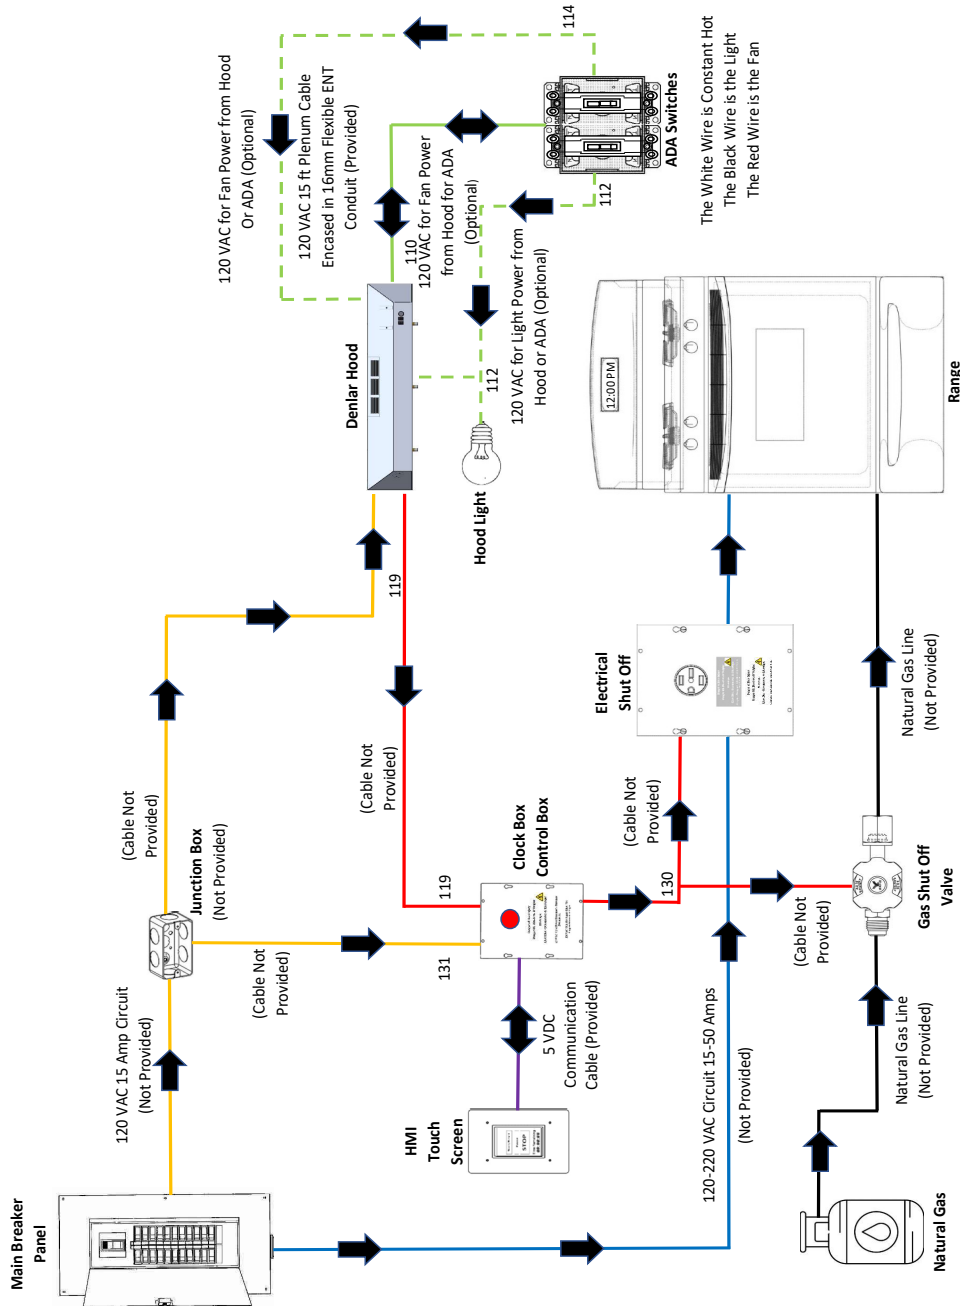 Main Breaker
Panel
120 VAC 15 Amp Circuit
(Not Provided)
Junction Box
(Not Provided)
(Cable Not
Provided)
(Cable Not
Provided)
131
119
119
(Cable Not
Provided)
Denlar Hood
120 VAC for Fan Power from Hood
Or ADA (Optional)
120 VAC 15 ft Plenum Cable
Encased in 16mm Flexible ENT
Conduit (Provided)
110
120 VAC for Fan Power
from Hood for ADA
(Optional)
114
112
ADA Switches
112
120 VAC for Light Power from
Hood or ADA (Optional)
Hood Light
The White Wire is Constant Hot
The Black Wire is the Light
The Red Wire is the Fan
HMI
Touch
Screen
STOP
5 VDC
Communication
Cable (Provided)
Clock Box
Control Box
130
(Cable Not
Provided)
(Cable Not
Provided)
Electrical
Shut Off
120-220 VAC Circuit 15-50 Amps
(Not Provided)
12:00 PM
Range
Natural Gas
Natural Gas Line
(Not Provided)
Gas Shut Off
Valve
Natural Gas Line
(Not Provided)